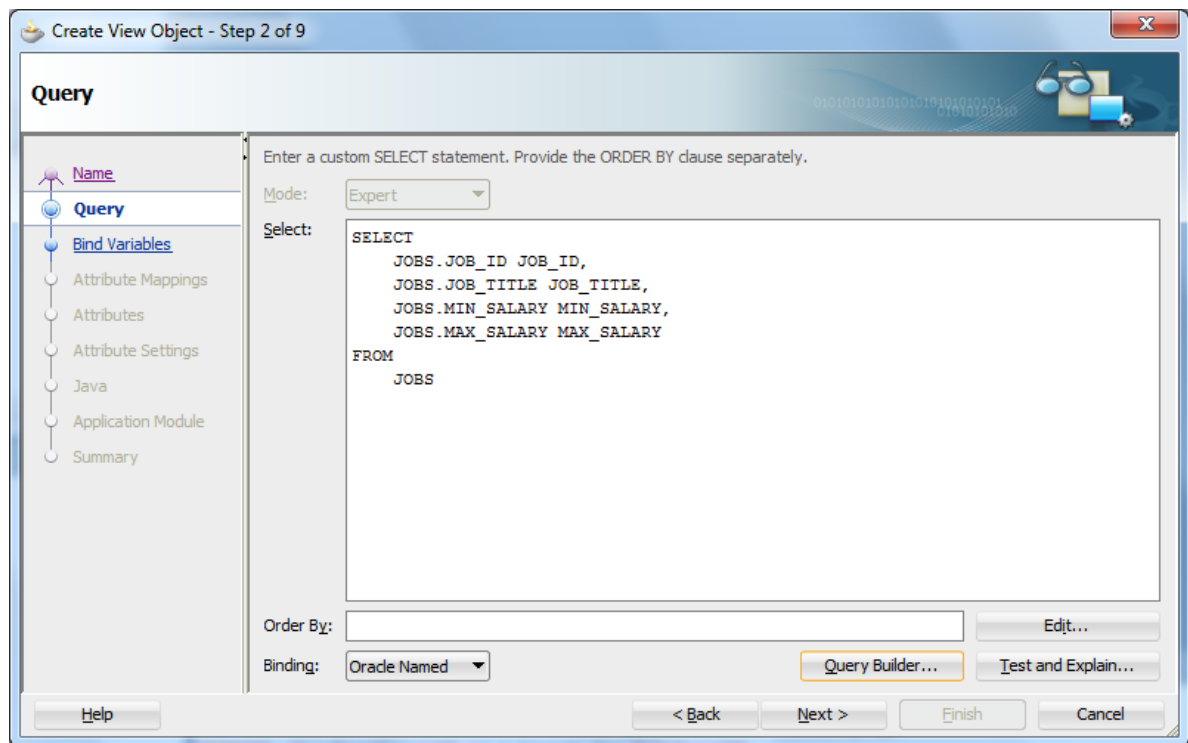 Create View Object - Step 2 of 9
Query
Name
Query
Bind Variables
Attribute Mappings
Attributes
Attribute Settings
Java
Application Module
Summary
Enter a custom SELECT statement. Provide the ORDER BY clause separately.
Mode: Expert
Select:
SELECT
    JOBS.JOB_ID JOB_ID,
    JOBS.JOB_TITLE JOB_TITLE,
    JOBS.MIN_SALARY MIN_SALARY,
    JOBS.MAX_SALARY MAX_SALARY
FROM
    JOBS
Order By: Edit...
Binding: Oracle Named Query Builder... Test and Explain...
Help < Back Next > Finish Cancel